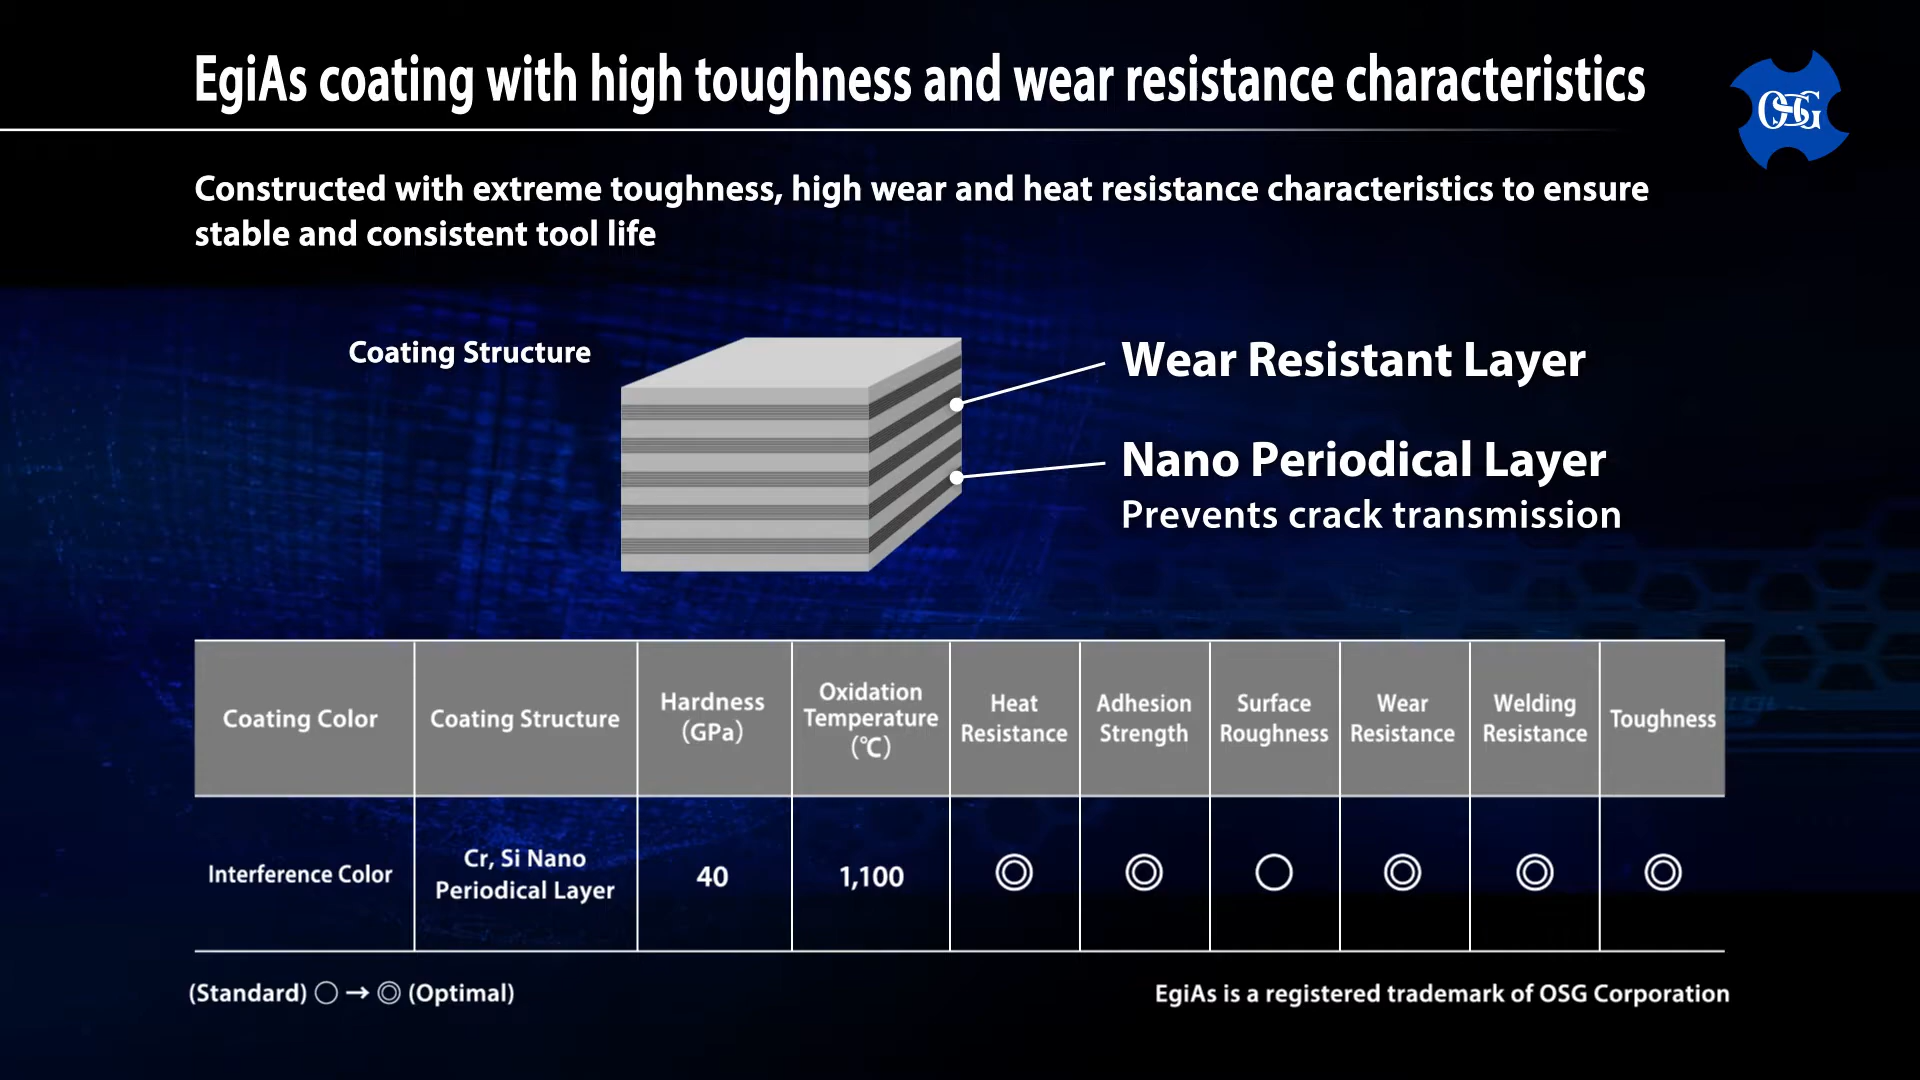 EgiAs coating with high toughness and wear resistance characteristics
OSG
Constructed with extreme toughness, high wear and heat resistance characteristics to ensure
stable and consistent tool life
Coating Structure
Wear Resistant Layer
Nano Periodical Layer
Prevents crack transmission
Coating Color
Coating Structure
Hardness
(GPa)
Oxidation
Temperature
(℃)
Heat
Resistance
Adhesion
Strength
Surface
Roughness
Wear
Resistance
Welding
Resistance
Toughness
Interference Color
Cr, Si Nano
Periodical Layer
40
1,100
◎
◎
○
◎
◎
◎
(Standard) ○ → ◎ (Optimal)
EgiAs is a registered trademark of OSG Corporation